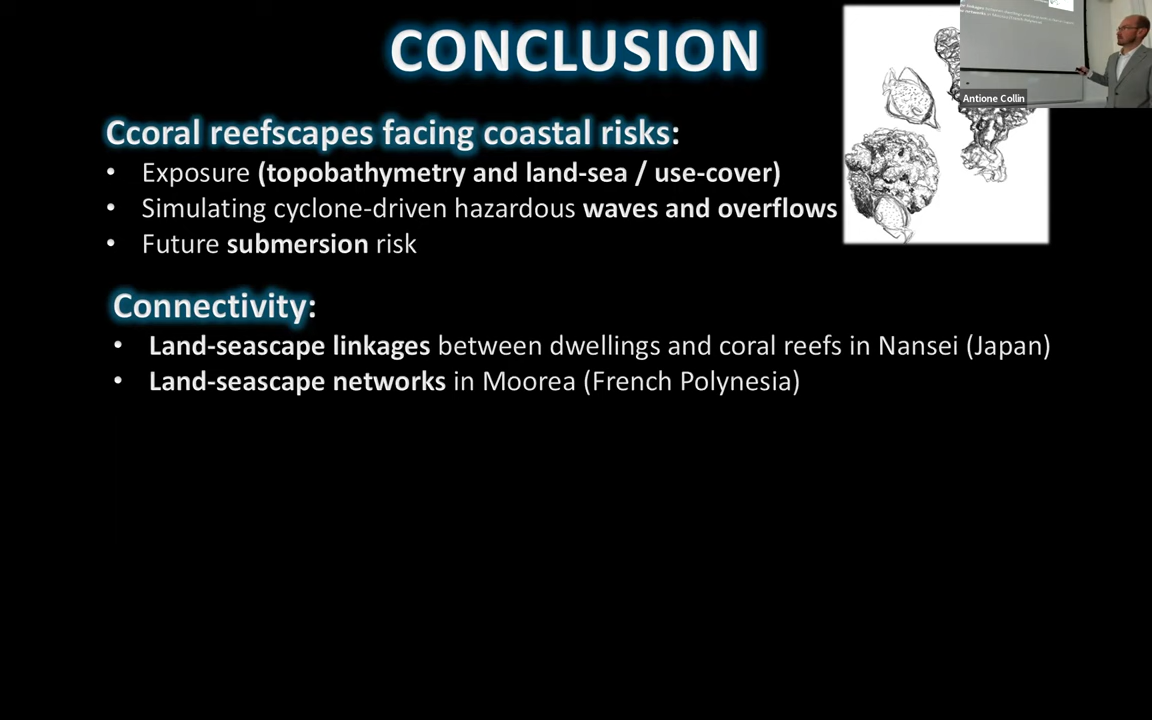 CONCLUSION
Ccoral reefscapes facing coastal risks:
• Exposure (topobathymetry and land-sea / use-cover)
• Simulating cyclone-driven hazardous waves and overflows
• Future submersion risk
Connectivity:
• Land-seascape linkages between dwellings and coral reefs in Nansei (Japan)
• Land-seascape networks in Moorea (French Polynesia)
Antione Collin